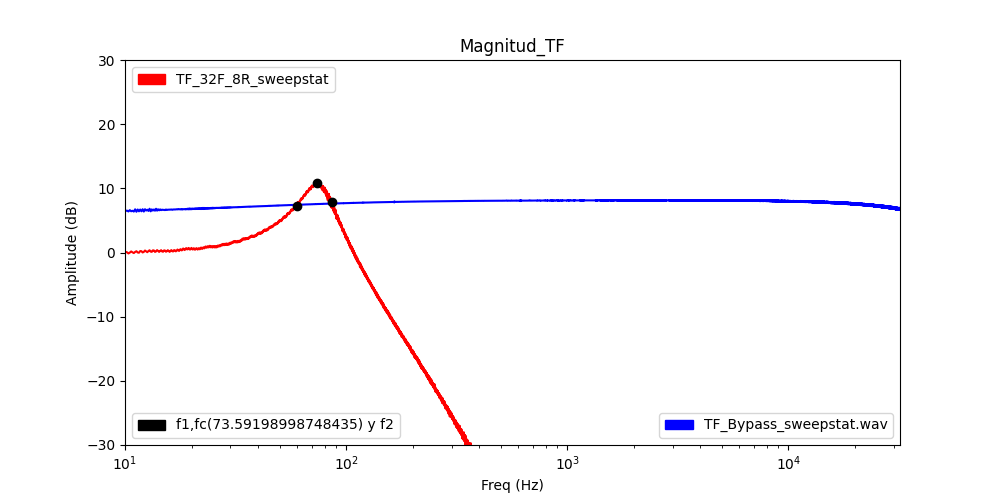 Magnitud_TF
30
20
10
0
−10
−20
−30
Amplitude (dB)
TF_32F_8R_sweepstat
f1,fc(73.59198998748435) y f2
TF_Bypass_sweepstat.wav
10¹
10²
10³
10⁴
Freq (Hz)